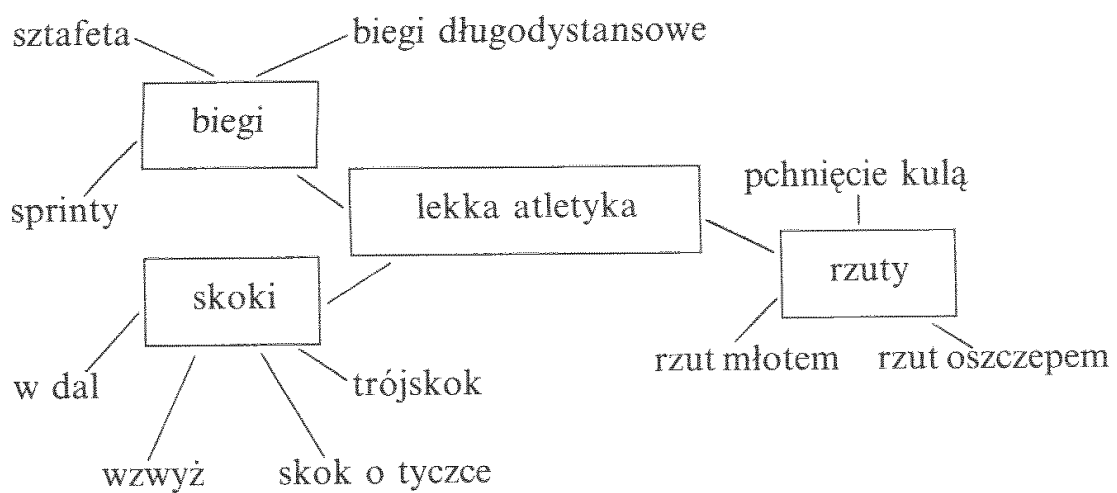 sztafeta
biegi długodystansowe
biegi
sprinty
lekka atletyka
pchnięcie kulą
rzuty
skoki
rzut młotem
rzut oszczepem
w dal
trójskok
wzwyż
skok o tyczce